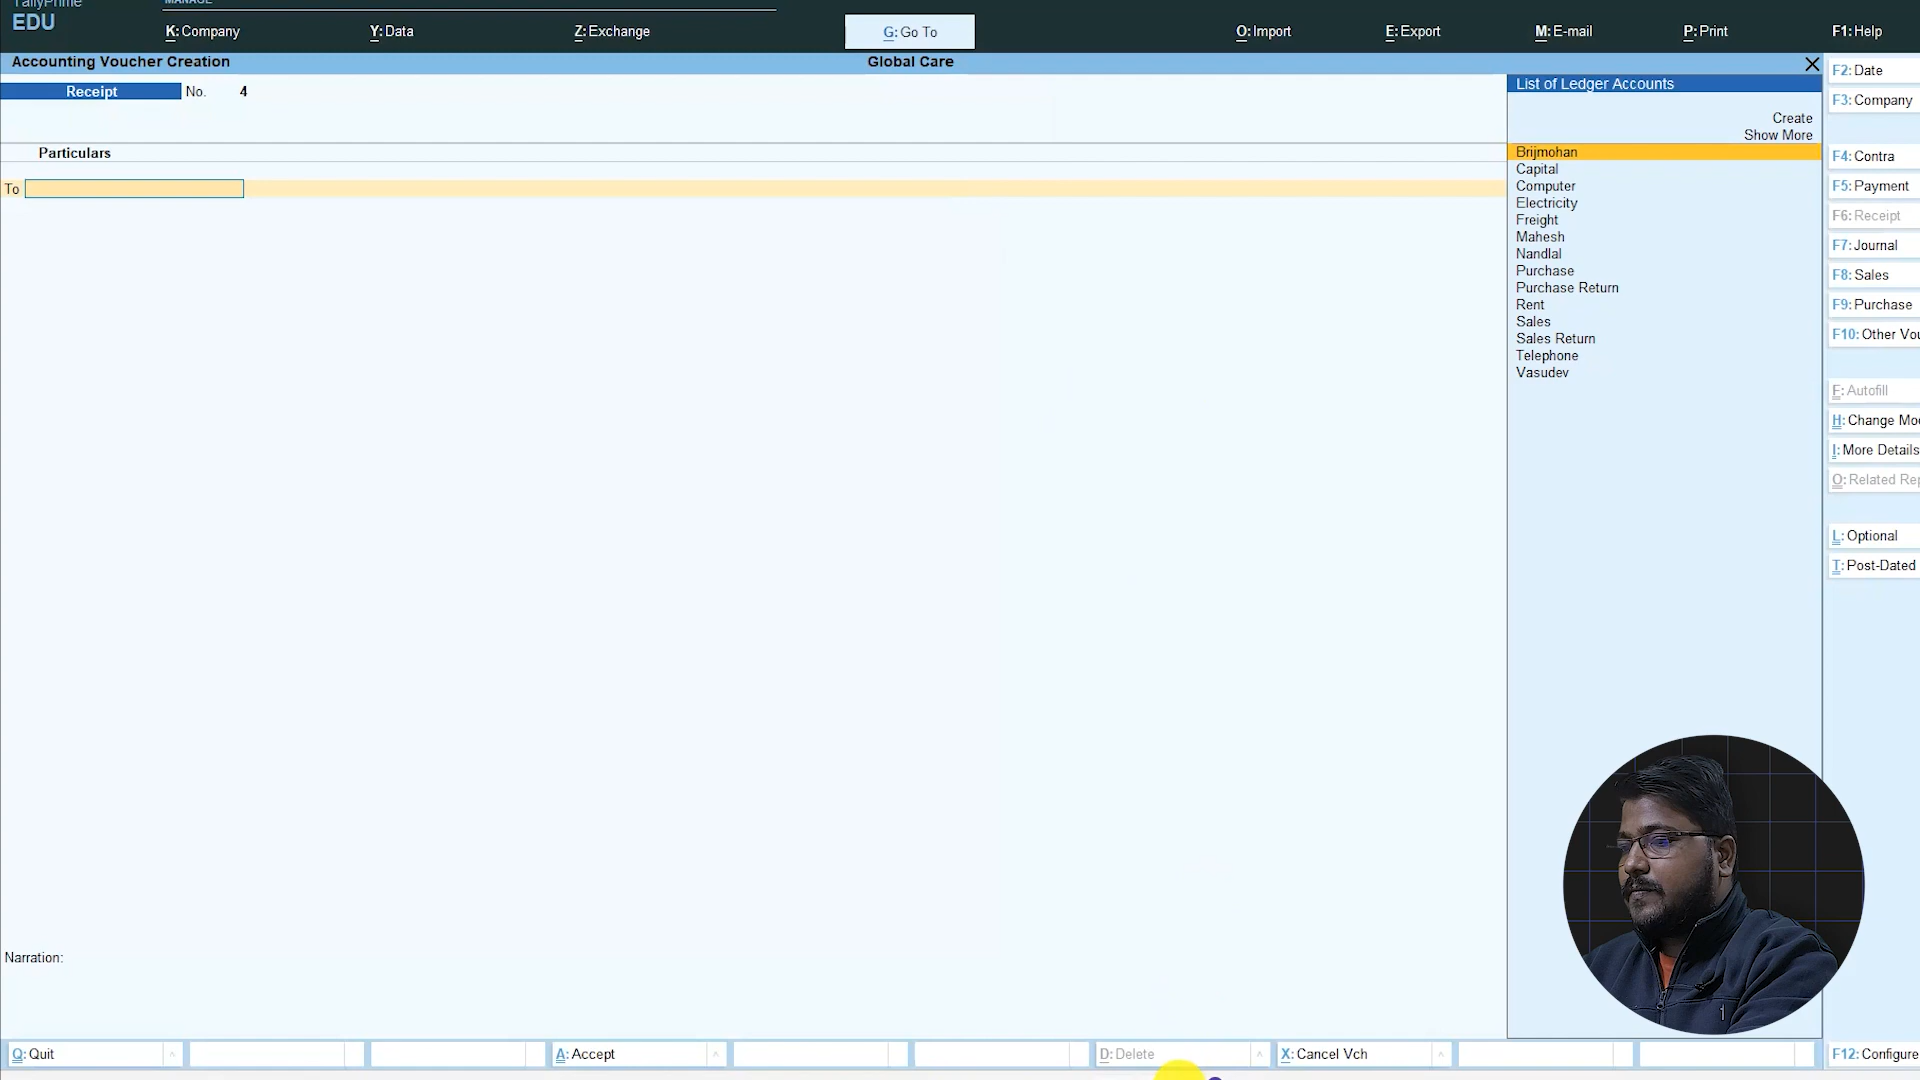 TallyPrime
MANAGE
EDU
K: Company
Y: Data
Z: Exchange
G: Go To
O: Import
E: Export
M: E-mail
P: Print
F1: Help
Accounting Voucher Creation
Global Care
Receipt No. 4
Particulars
To
List of Ledger Accounts
Create
Show More
Brijmohan
Capital
Computer
Electricity
Freight
Mahesh
Nandlal
Purchase
Purchase Return
Rent
Sales
Sales Return
Telephone
Vasudev
F2: Date
F3: Company
F4: Contra
F5: Payment
F6: Receipt
F7: Journal
F8: Sales
F9: Purchase
F10: Other Vou
F: Autofill
H: Change Mo
I: More Details
O: Related Rep
L: Optional
T: Post-Dated
Narration:
Q: Quit
A: Accept
D: Delete
X: Cancel Vch
F12: Configure